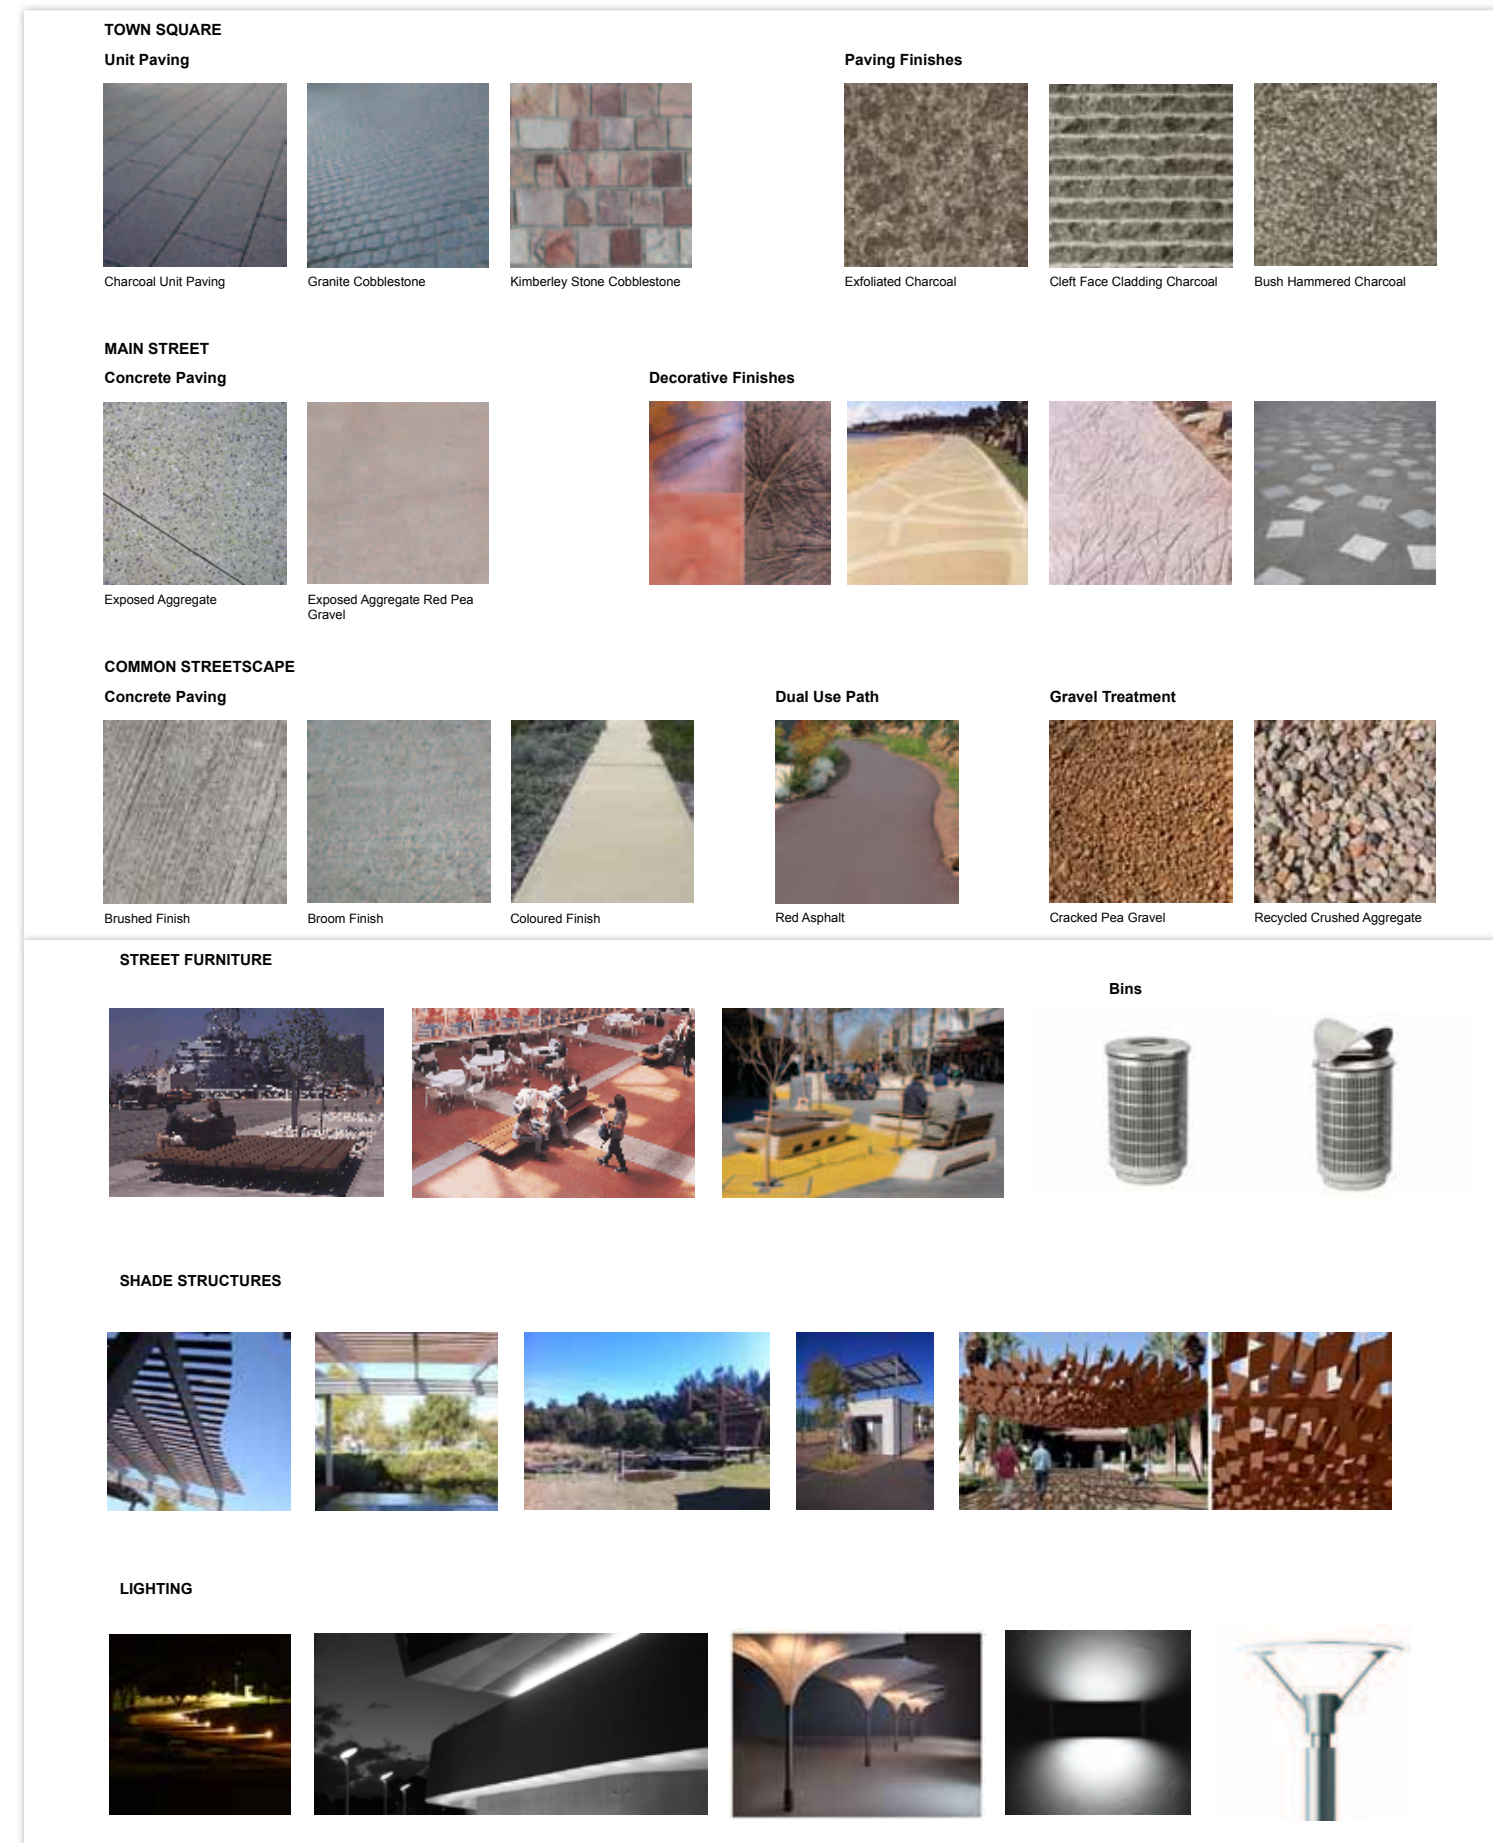 TOWN SQUARE
Unit Paving
Paving Finishes
Charcoal Unit Paving
Granite Cobblestone
Kimberley Stone Cobblestone
Exfoliated Charcoal
Cleft Face Cladding Charcoal
Bush Hammered Charcoal
MAIN STREET
Concrete Paving
Decorative Finishes
Exposed Aggregate
Exposed Aggregate Red Pea
Gravel
COMMON STREETSCAPE
Concrete Paving
Dual Use Path
Gravel Treatment
Brushed Finish
Broom Finish
Coloured Finish
Red Asphalt
Cracked Pea Gravel
Recycled Crushed Aggregate
STREET FURNITURE
Bins
SHADE STRUCTURES
LIGHTING